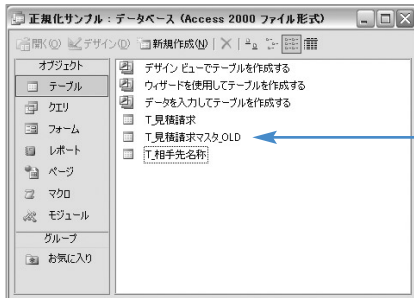 正規化サンプル : データベース (Access 2000 ファイル形式)
開く(O) デザイン(D) 新規作成(N)
オブジェクト
テーブル
クエリ
フォーム
レポート
ページ
マクロ
モジュール
グループ
お気に入り
デザイン ビューでテーブルを作成する
ウィザードを使用してテーブルを作成する
データを入力してテーブルを作成する
T_見積請求
T_見積請求マスタ_OLD
T_相手先名称